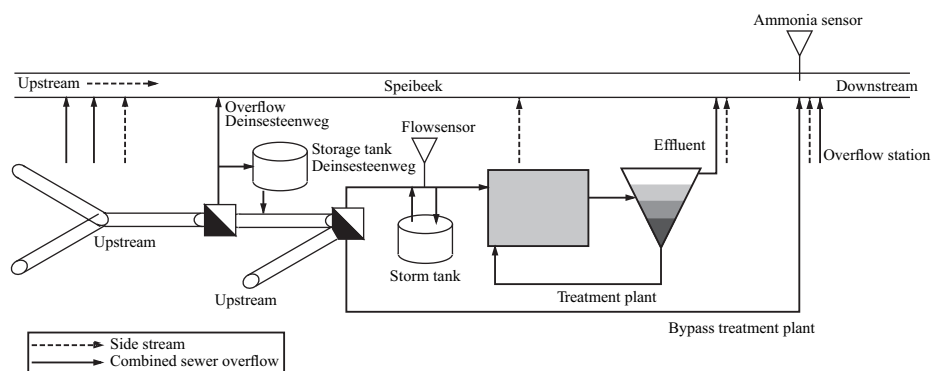 Ammonia sensor
Upstream
Speibeek
Downstream
Overflow
Deinsesteenweg
Flowsensor
Storage tank
Deinsesteenweg
Effluent
Overflow station
Upstream
Storm tank
Upstream
Treatment plant
Bypass treatment plant
Side stream
Combined sewer overflow